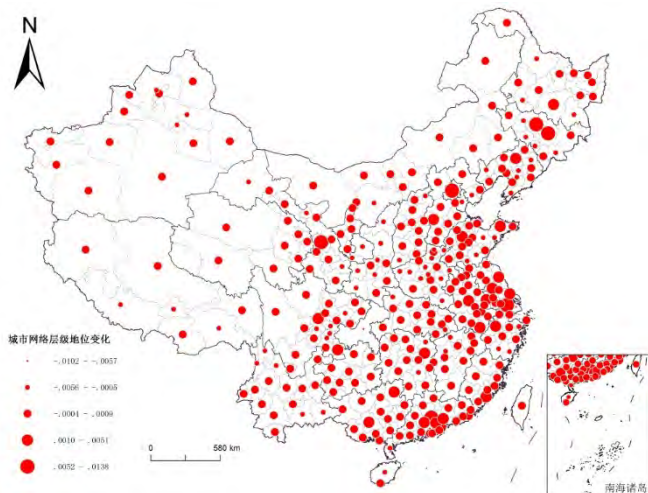 N
城市网络层级地位变化
-.0102 - -.0057
-.0056 - -.0005
-.0004 - .0009
.0010 - .0051
.0052 - .0138
0 580 km
南海诸岛